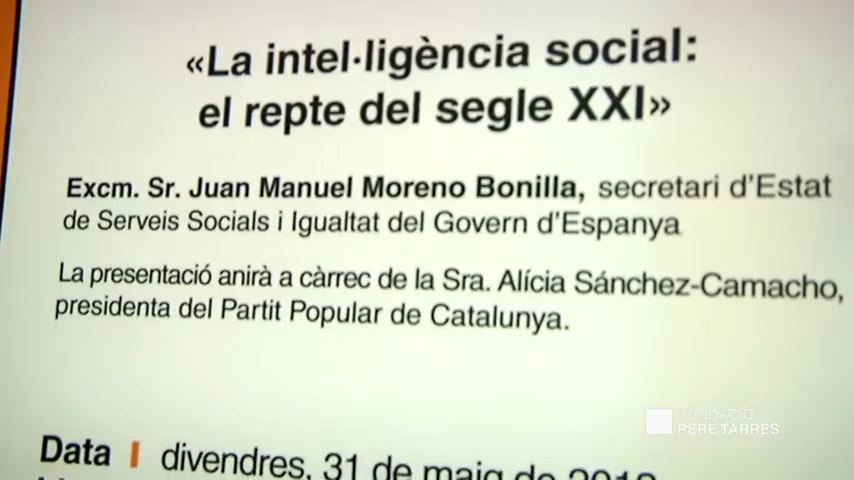 «La intel·ligència social:
el repte del segle XXI»
Excm. Sr. Juan Manuel Moreno Bonilla, secretari d'Estat
de Serveis Socials i Igualtat del Govern d'Espanya
La presentació anirà a càrrec de la Sra. Alícia Sánchez-Camacho,
presidenta del Partit Popular de Catalunya.
Data | divendres, 31 de maig de
FUNDACIÓ
PERE TARRÉS